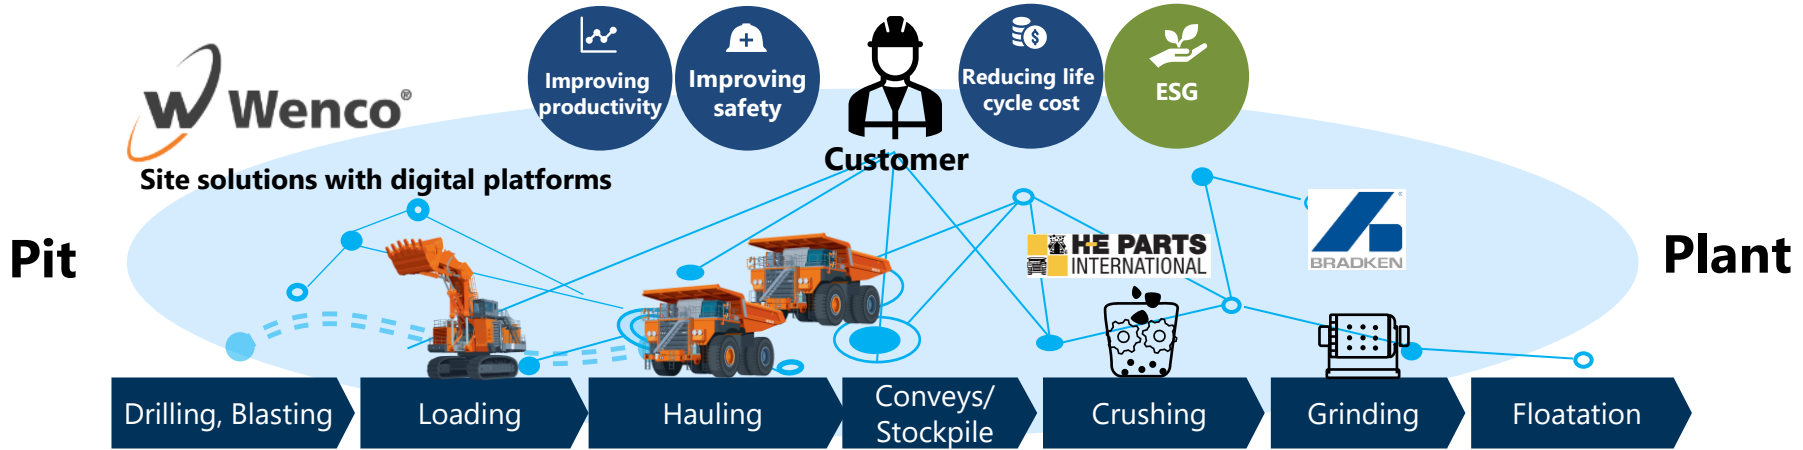 Improving
productivity
Improving
safety
Reducing life
cycle cost
ESG
Wenco®
Customer
Site solutions with digital platforms
Pit
Plant
H-E PARTS
INTERNATIONAL
®
BRADKEN
Drilling, Blasting
Loading
Hauling
Conveys/
Stockpile
Crushing
Grinding
Floatation